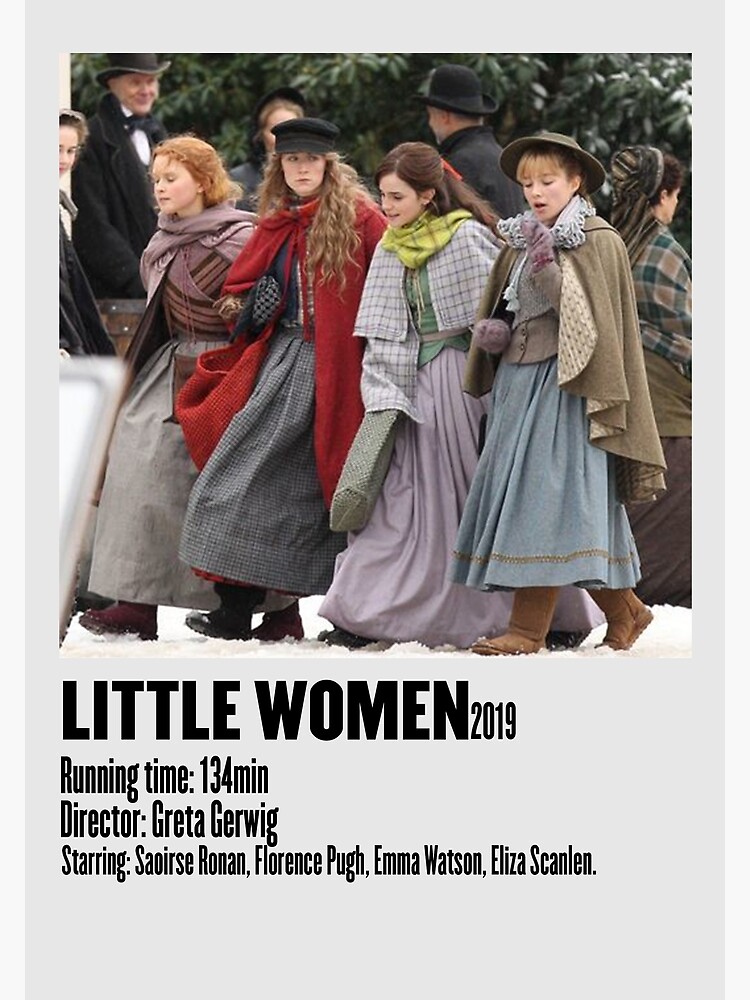 LITTLE WOMEN2019
Running time: 134min
Director: Greta Gerwig
Starring: Saoirse Ronan, Florence Pugh, Emma Watson, Eliza Scanlen.